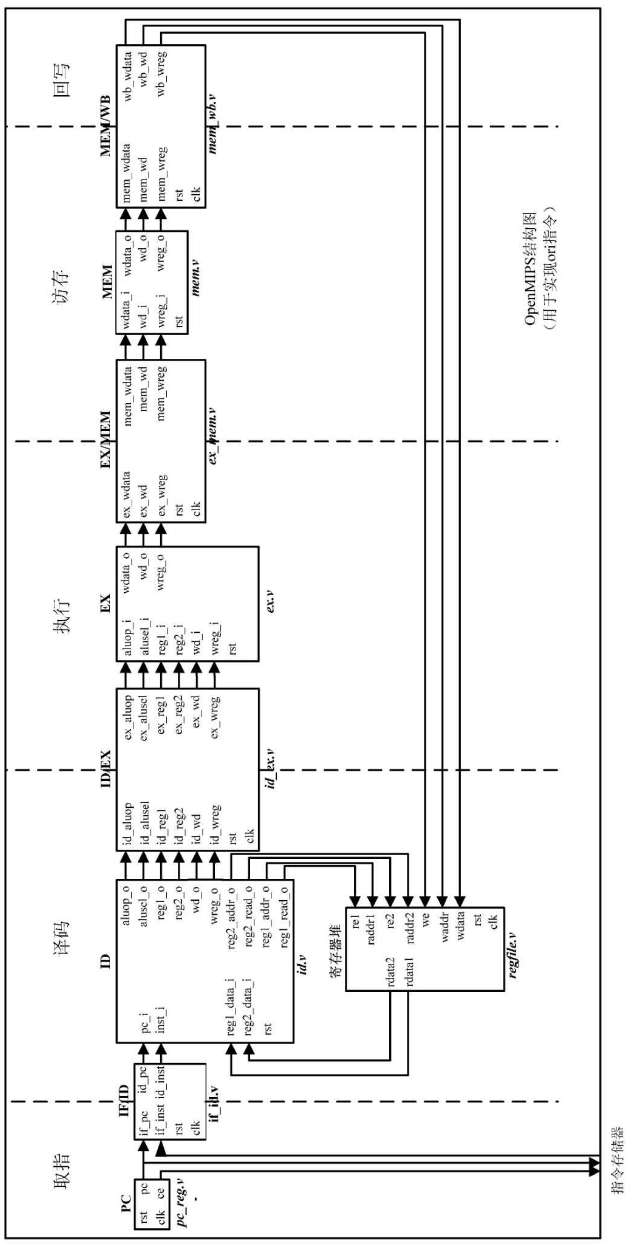 取指
译码
执行
访存
回写
PC
rst pc
clk ce
pc_reg.v
IF/ID
if_pc id_pc
if_inst id_inst
rst
clk
if_id.v
ID
pc_i
inst_i
reg1_data_i
reg2_data_i
rst
aluop_o
alusel_o
reg1_o
reg2_o
wd_o
wreg_o
reg2_addr_o
reg2_read_o
reg1_addr_o
reg1_read_o
id.v
寄存器堆
rdata2
rdata1
re1
raddr1
re2
raddr2
we
waddr
wdata
rst
clk
regfile.v
ID/EX
id_aluop ex_aluop
id_alusel ex_alusel
id_reg1 ex_reg1
id_reg2 ex_reg2
id_wd ex_wd
id_wreg ex_wreg
rst
clk
id_ex.v
EX
aluop_i wdata_o
alusel_i wd_o
reg1_i wreg_o
reg2_i
wd_i
wreg_i
rst
ex.v
EX/MEM
ex_wdata mem_wdata
ex_wd mem_wd
ex_wreg mem_wreg
rst
clk
ex_mem.v
MEM
wdata_i wdata_o
wd_i wd_o
wreg_i wreg_o
rst
mem.v
MEM/WB
mem_wdata wb_wdata
mem_wd wb_wd
mem_wreg wb_wreg
rst
clk
mem_wb.v
OpenMIPS结构图
（用于实现ori指令）
指令存储器